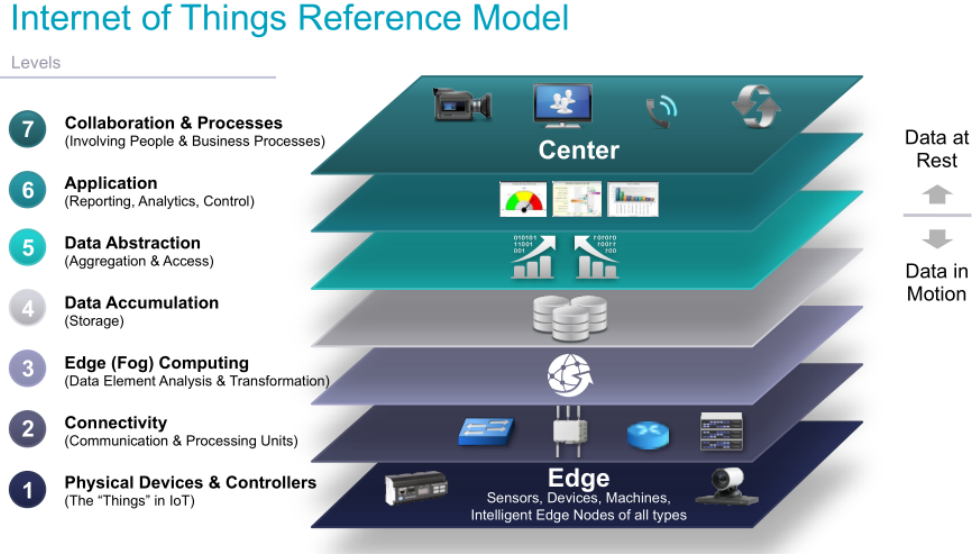 Internet of Things Reference Model
Levels
7
Collaboration & Processes
(Involving People & Business Processes)
6
Application
(Reporting, Analytics, Control)
5
Data Abstraction
(Aggregation & Access)
4
Data Accumulation
(Storage)
3
Edge (Fog) Computing
(Data Element Analysis & Transformation)
2
Connectivity
(Communication & Processing Units)
1
Physical Devices & Controllers
(The “Things” in IoT)
Center
010101
11001
001
Edge
Sensors, Devices, Machines,
Intelligent Edge Nodes of all types
Data at
Rest
Data in
Motion